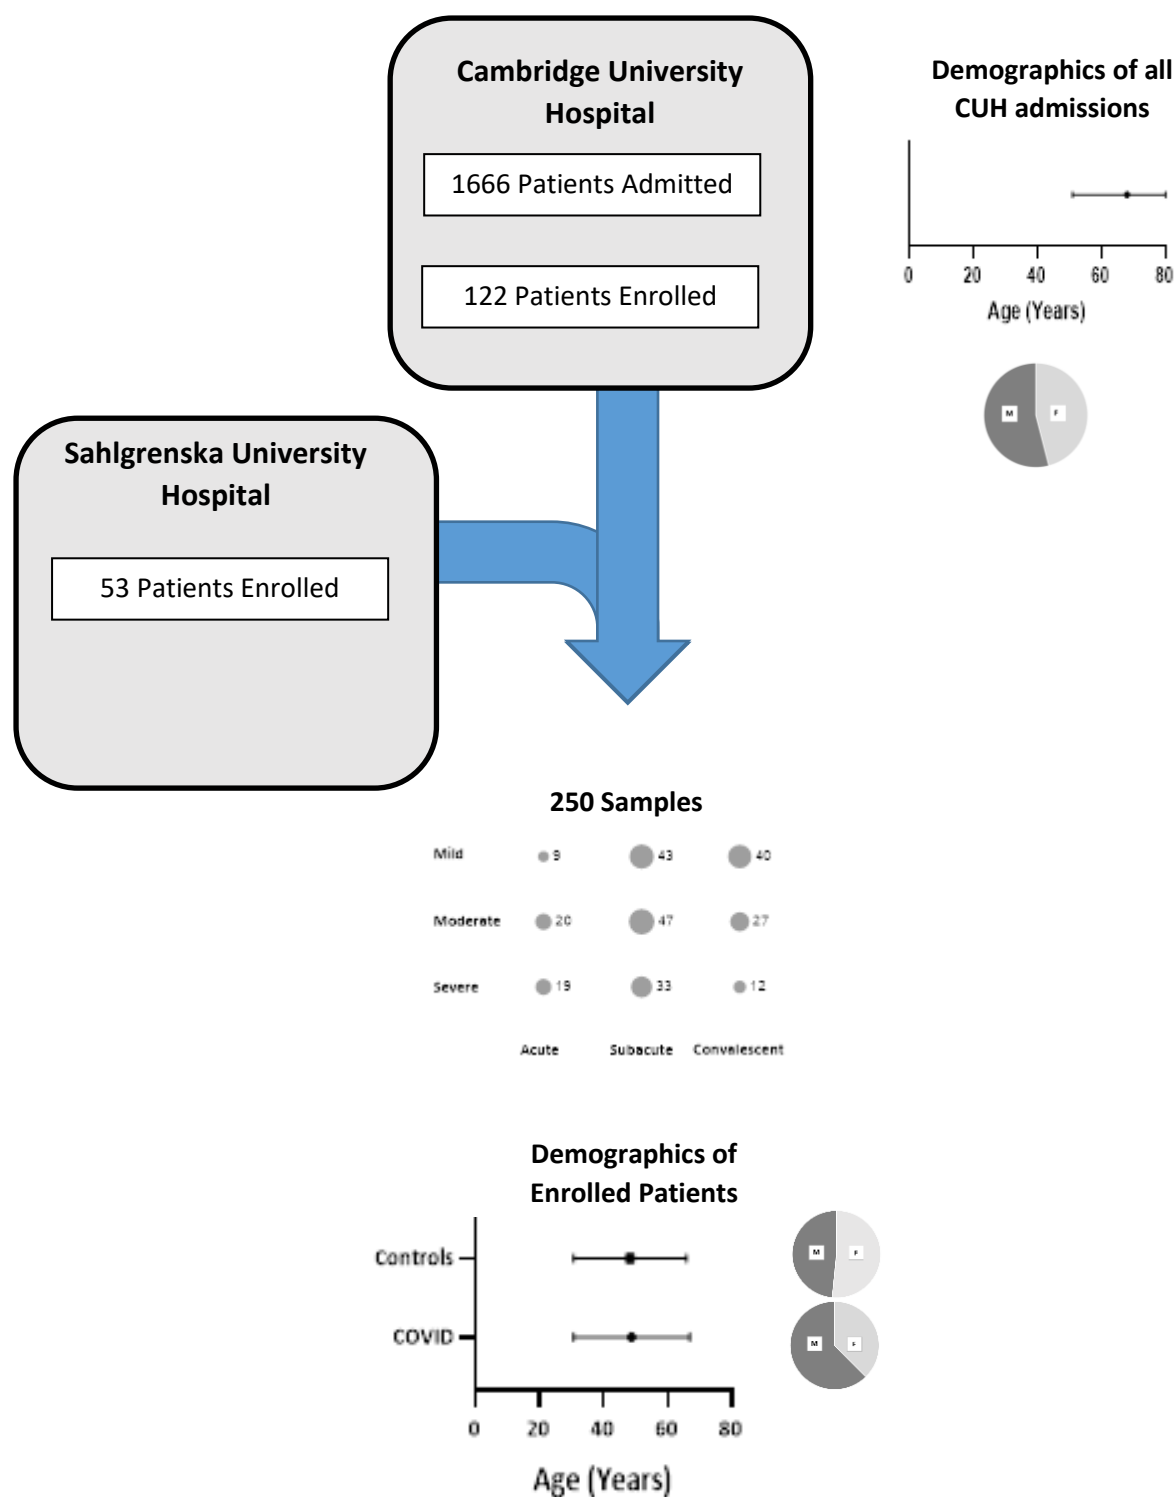 Cambridge University
Hospital
1666 Patients Admitted
122 Patients Enrolled
Demographics of all
CUH admissions
0 20 40 60 80
Age (Years)
M F
Sahlgrenska University
Hospital
53 Patients Enrolled
250 Samples
Mild 9 43 40
Moderate 20 47 27
Severe 19 33 12
Acute Subacute Convalescent
Demographics of
Enrolled Patients
Controls
M F
COVID
M F
0 20 40 60 80
Age (Years)